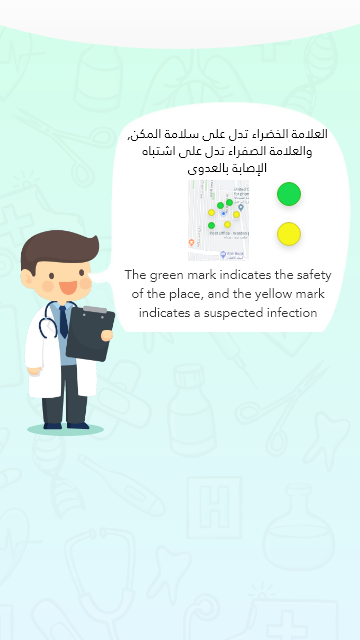 العلامة الخضراء تدل على سلامة المكن,
والعلامة الصفراء تدل على اشتباه
الإصابة بالعدوى
The green mark indicates the safety
of the place, and the yellow mark
indicates a suspected infection
H